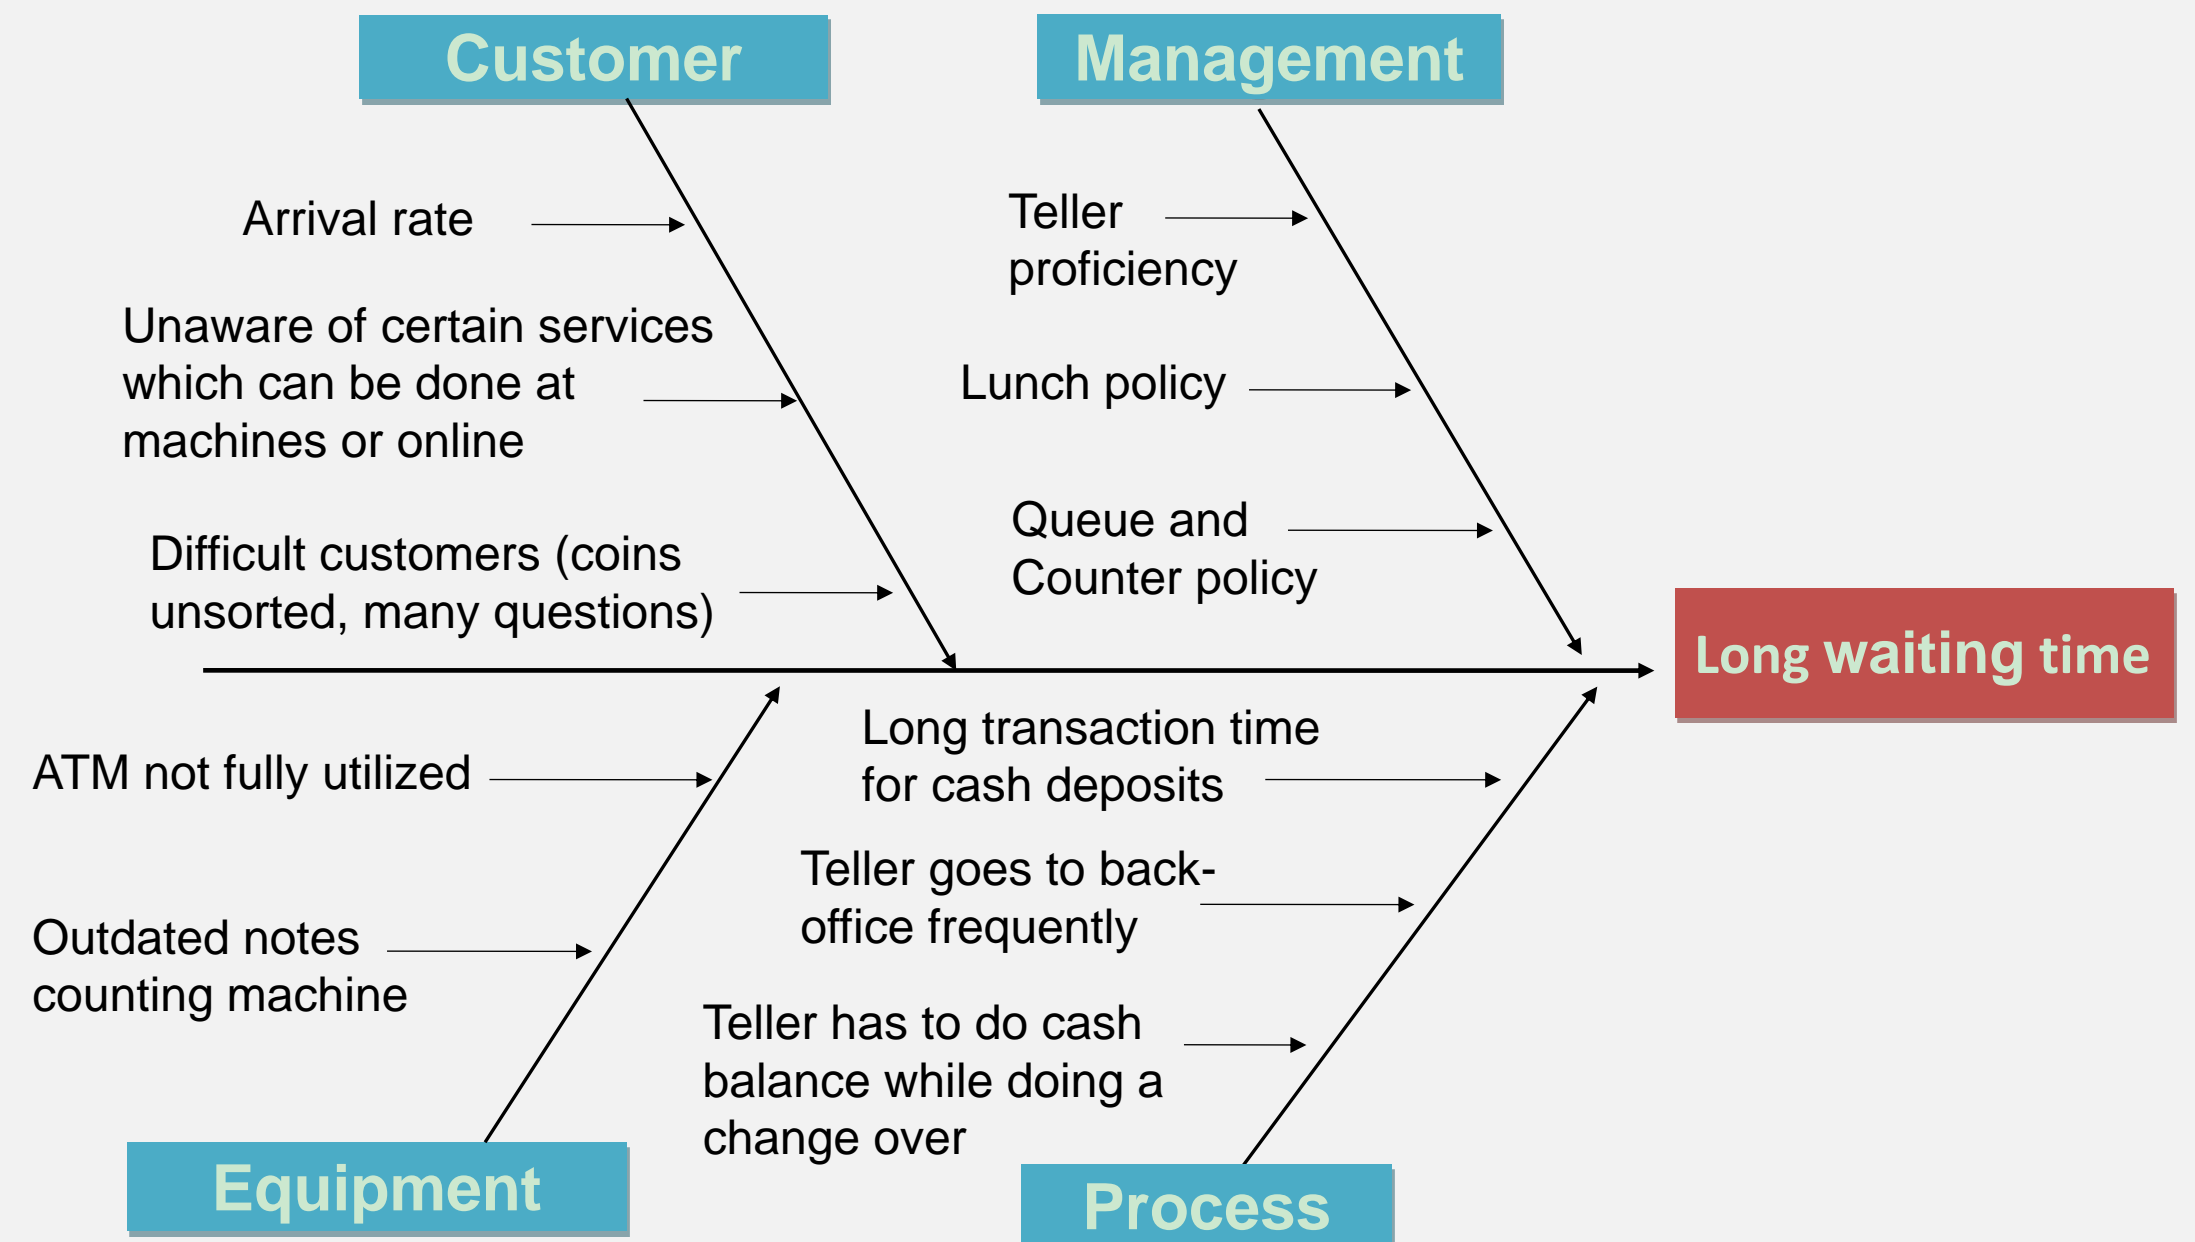 Customer
Management
Arrival rate
Unaware of certain services
which can be done at
machines or online
Difficult customers (coins
unsorted, many questions)
Teller
proficiency
Lunch policy
Queue and
Counter policy
Long waiting time
ATM not fully utilized
Outdated notes
counting machine
Long transaction time
for cash deposits
Teller goes to back-
office frequently
Teller has to do cash
balance while doing a
change over
Equipment
Process